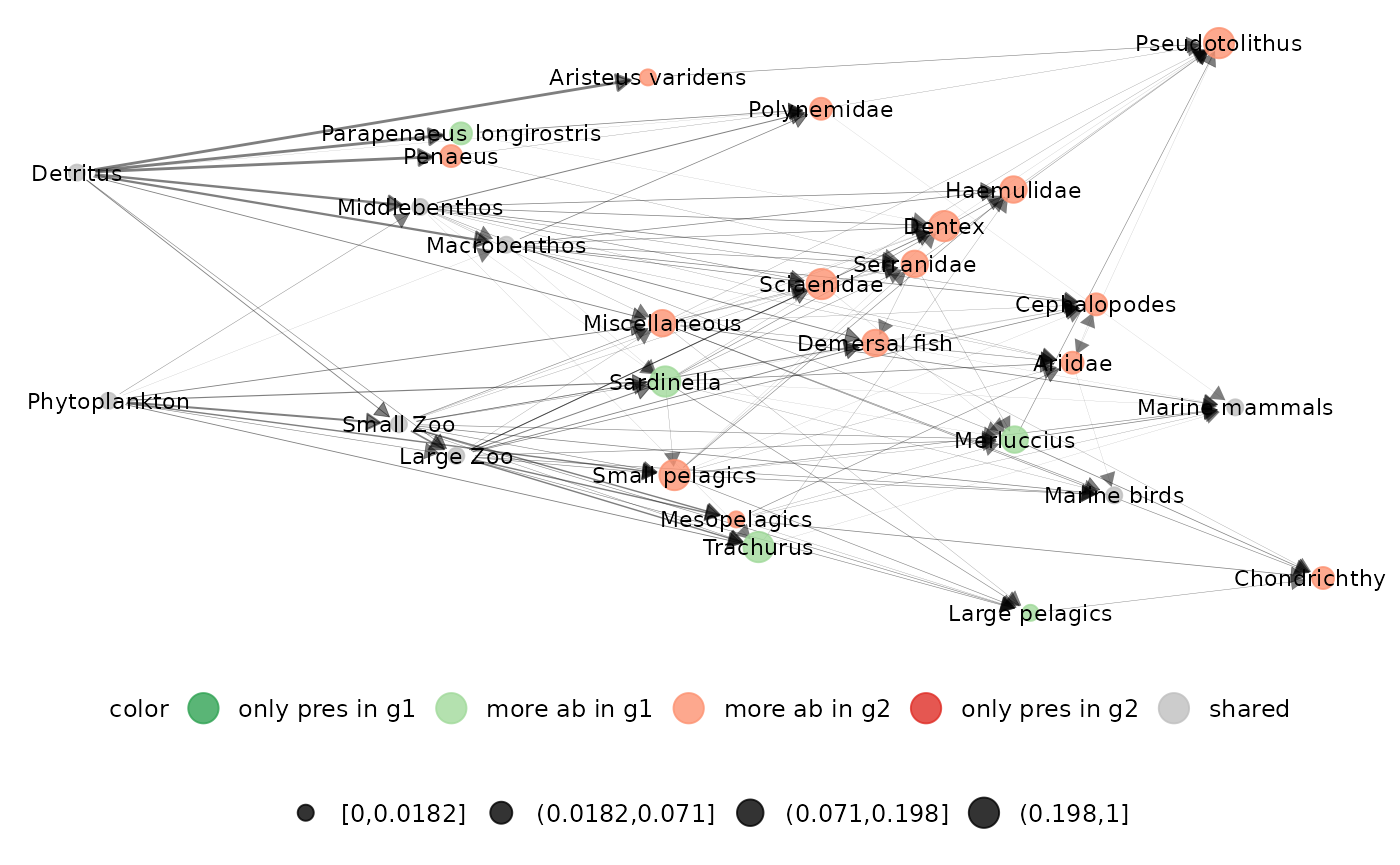 Pseudotolithus
Aristeus varidens
Polynemidae
Parapenaeus longirostris
Penaeus
Detritus
Haemulidae
Middlebenthos
Dentex
Macrobenthos
Serranidae
Sciaenidae
Cephalopodes
Miscellaneous
Demersal fish
Ariidae
Sardinella
Phytoplankton
Marine mammals
Small Zoo
Merluccius
Large Zoo
Small pelagics
Marine birds
Mesopelagics
Trachurus
Chondrichthy
Large pelagics
color only pres in g1 more ab in g1 more ab in g2 only pres in g2 shared
[0,0.0182] (0.0182,0.071] (0.071,0.198] (0.198,1]